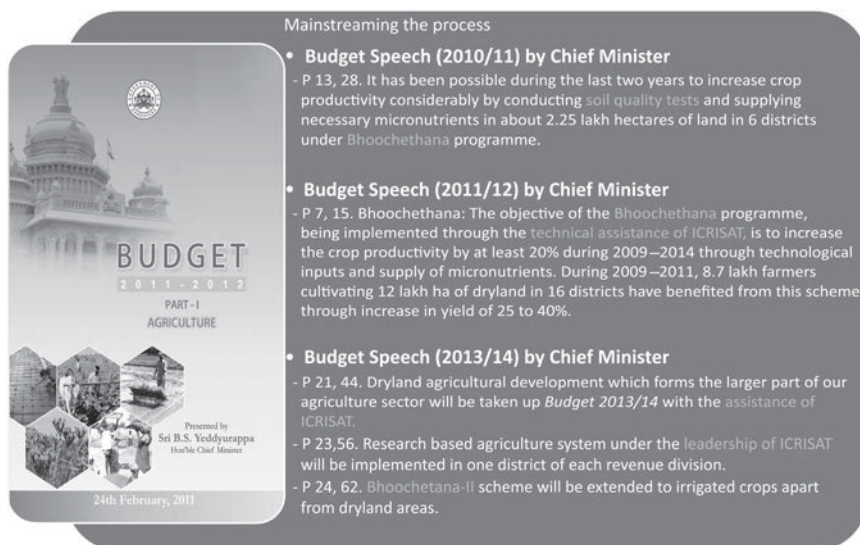 Mainstreaming the process
• Budget Speech (2010/11) by Chief Minister
- P 13, 28. It has been possible during the last two years to increase crop
productivity considerably by conducting soil quality tests and supplying
necessary micronutrients in about 2.25 lakh hectares of land in 6 districts
under Bhoochethana programme.
• Budget Speech (2011/12) by Chief Minister
- P 7, 15. Bhoochethana: The objective of the Bhoochethana programme,
being implemented through the technical assistance of ICRISAT, is to increase
the crop productivity by at least 20% during 2009–2014 through technological
inputs and supply of micronutrients. During 2009–2011, 8.7 lakh farmers
cultivating 12 lakh ha of dryland in 16 districts have benefited from this scheme
through increase in yield of 25 to 40%.
• Budget Speech (2013/14) by Chief Minister
- P 21, 44. Dryland agricultural development which forms the larger part of our
agriculture sector will be taken up Budget 2013/14 with the assistance of
ICRISAT.
- P 23,56. Research based agriculture system under the leadership of ICRISAT
will be implemented in one district of each revenue division.
- P 24, 62. Bhoochetana-II scheme will be extended to irrigated crops apart
from dryland areas.
BUDGET
2011-2012
PART - I
AGRICULTURE
Presented by
Sri B.S. Yeddyurappa
Hon'ble Chief Minister
24th February, 2011